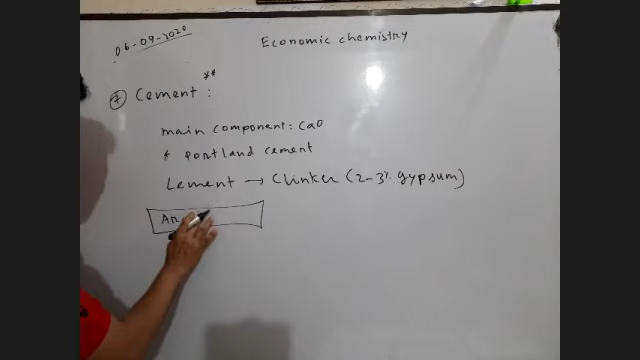 06-09-2020
Economic chemistry
7 Cement **:
main component: CaO
* Portland cement
Cement → Clinker (2-3% gypsum)